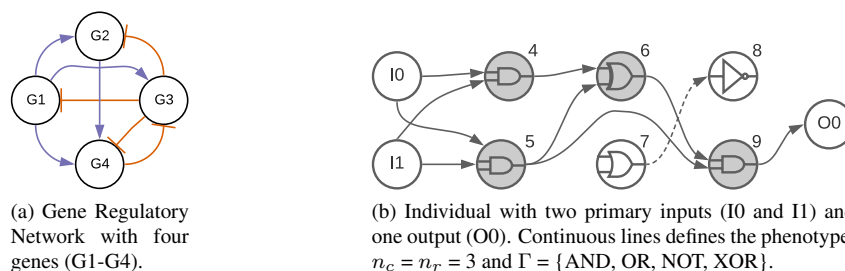 G2
G1
G3
G4
(a) Gene Regulatory
Network with four
genes (G1-G4).
I0
I1
4
5
6
7
8
9
O0
(b) Individual with two primary inputs (I0 and I1) and
one output (O0). Continuous lines defines the phenotype,
n_c = n_r = 3 and Γ = {AND, OR, NOT, XOR}.